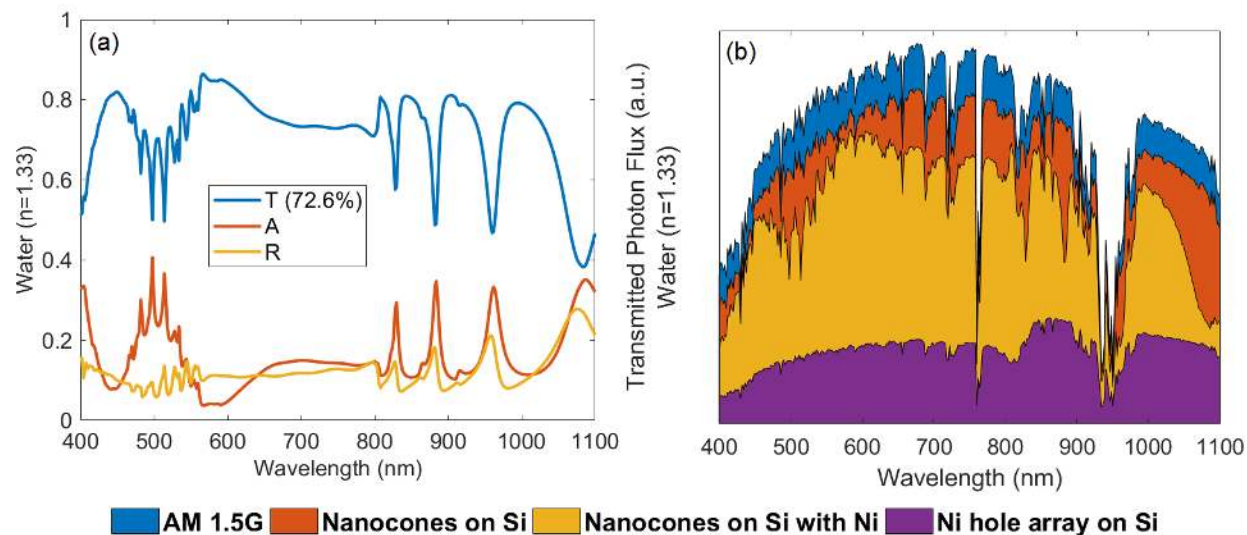 (a)
1
0.8
0.6
0.4
0.2
0
Water (n=1.33)
T (72.6%)
A
R
400 500 600 700 800 900 1000 1100
Wavelength (nm)
(b)
Transmitted Photon Flux (a.u.)
Water (n=1.33)
400 500 600 700 800 900 1000 1100
Wavelength (nm)
AM 1.5G Nanocones on Si Nanocones on Si with Ni Ni hole array on Si